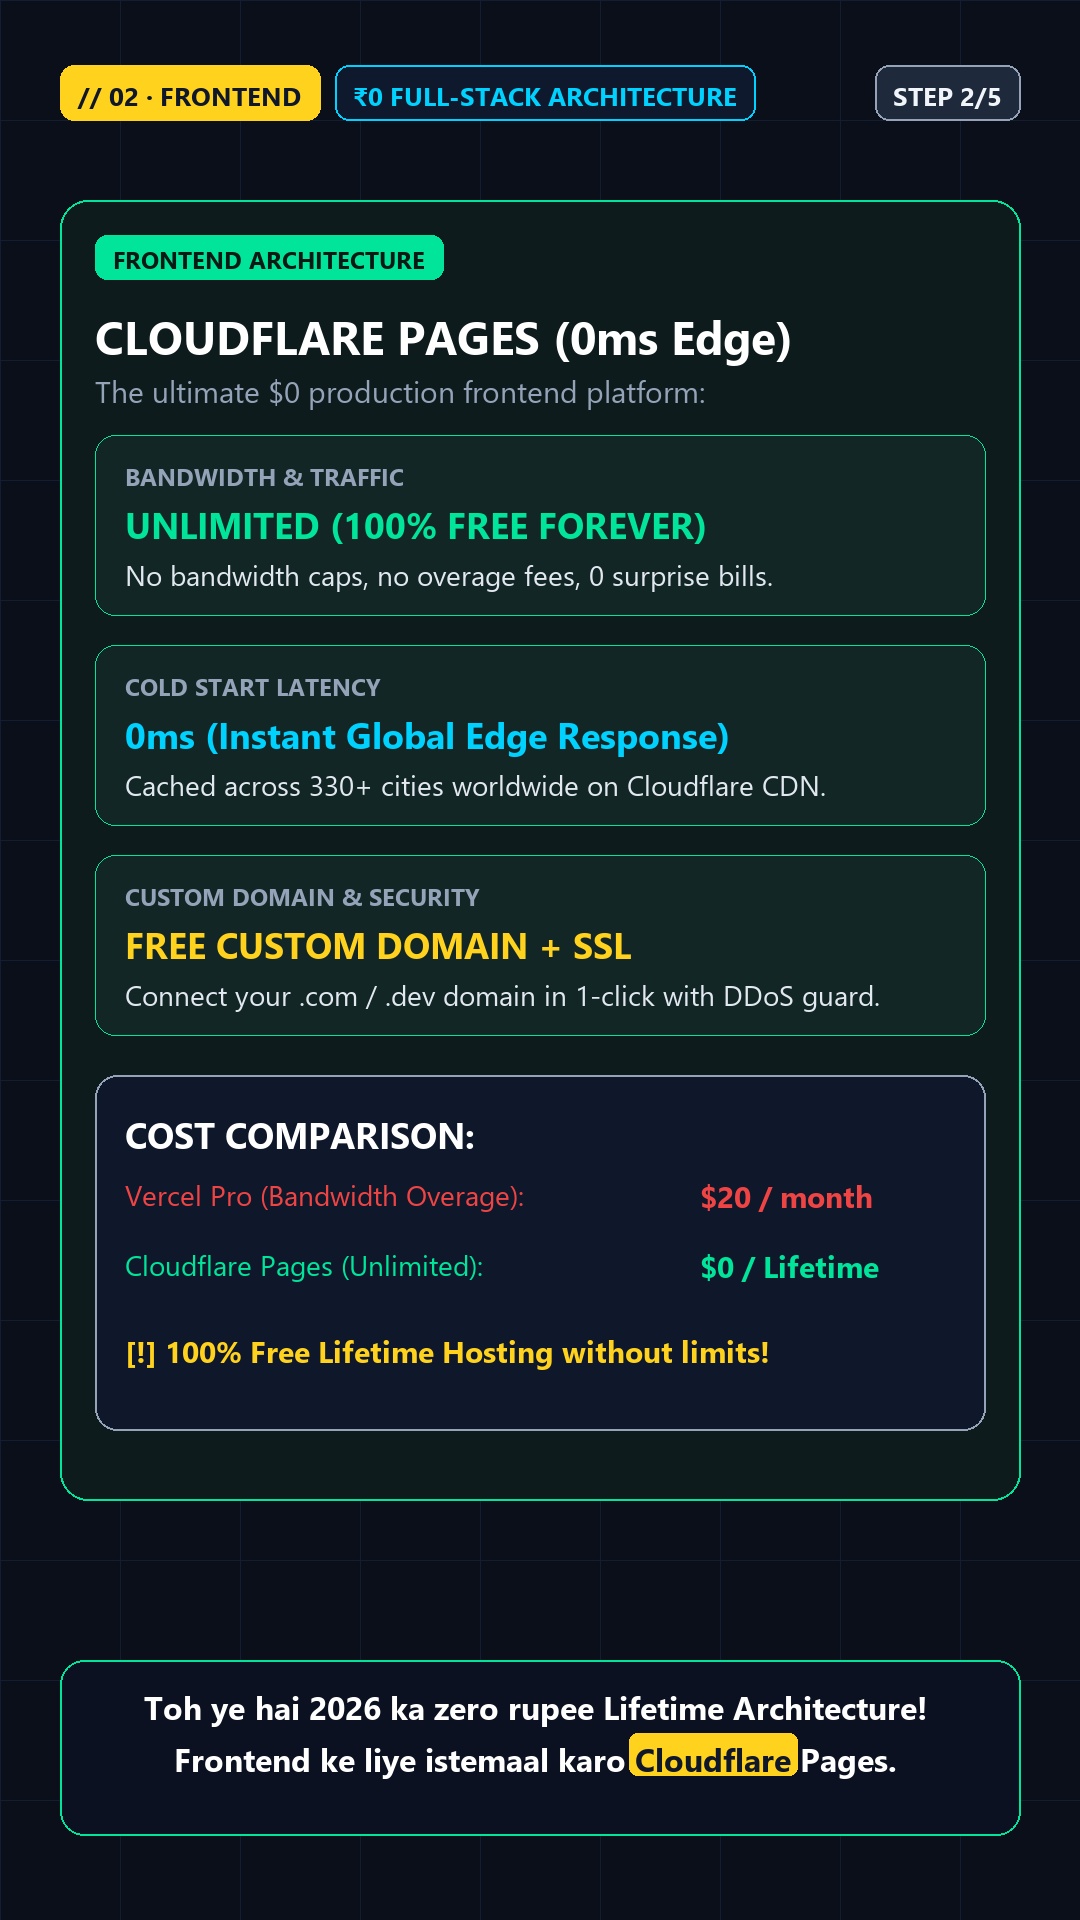 // 02 · FRONTEND
₹0 FULL-STACK ARCHITECTURE
STEP 2/5
FRONTEND ARCHITECTURE
CLOUDFLARE PAGES (0ms Edge)
The ultimate $0 production frontend platform:
BANDWIDTH & TRAFFIC
UNLIMITED (100% FREE FOREVER)
No bandwidth caps, no overage fees, 0 surprise bills.
COLD START LATENCY
0ms (Instant Global Edge Response)
Cached across 330+ cities worldwide on Cloudflare CDN.
CUSTOM DOMAIN & SECURITY
FREE CUSTOM DOMAIN + SSL
Connect your .com / .dev domain in 1-click with DDoS guard.
COST COMPARISON:
Vercel Pro (Bandwidth Overage): $20 / month
Cloudflare Pages (Unlimited): $0 / Lifetime
[!] 100% Free Lifetime Hosting without limits!
Toh ye hai 2026 ka zero rupee Lifetime Architecture!
Frontend ke liye istemaal karo Cloudflare Pages.